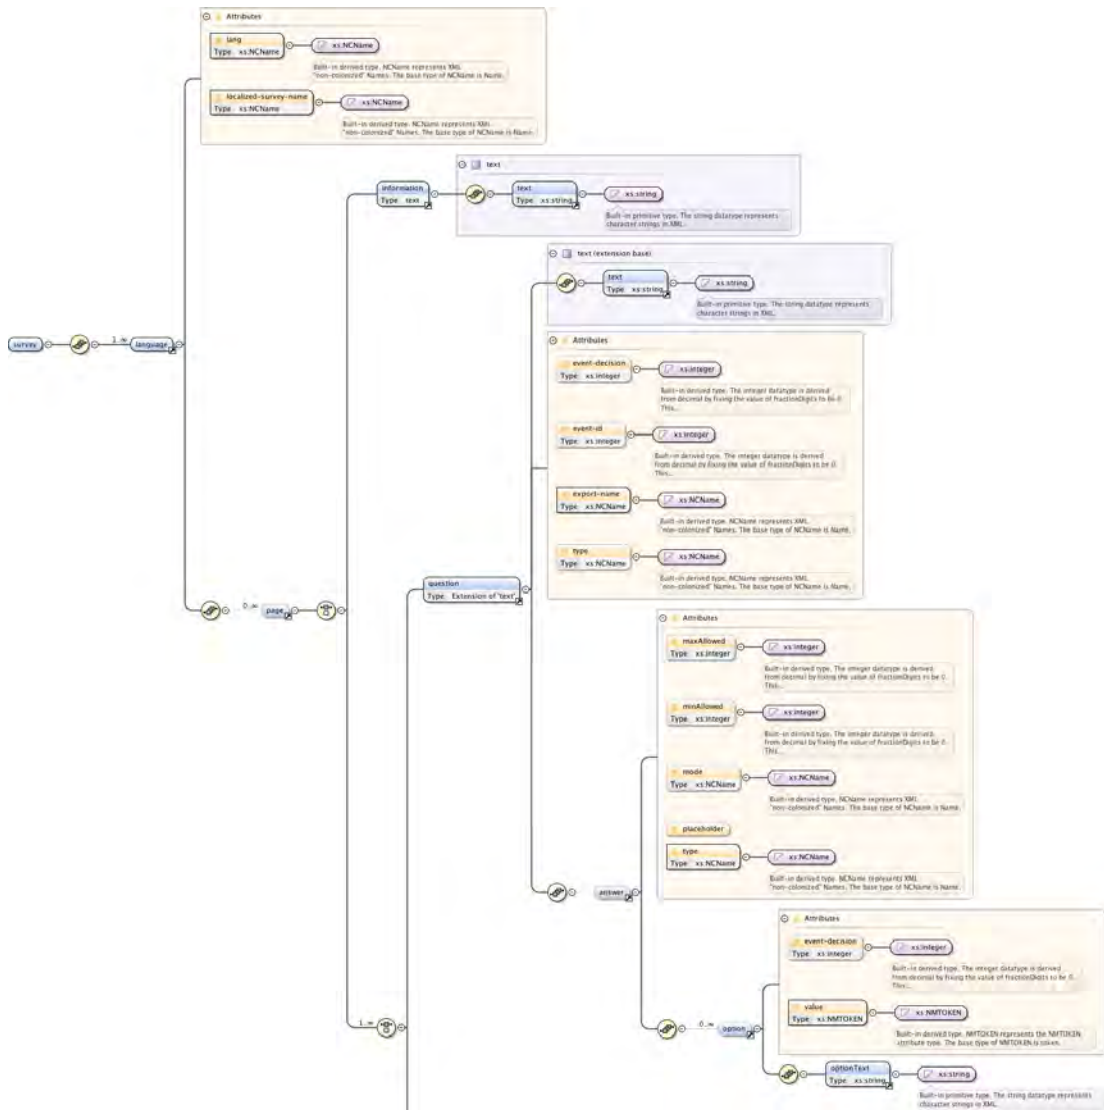 Attributes
lang
Type xs:NCName
xs:NCName
Built-in derived type. NCName represents XML
"non-colonized" Names. The base type of NCName is Name.
localized-survey-name
Type xs:NCName
xs:NCName
Built-in derived type. NCName represents XML
"non-colonized" Names. The base type of NCName is Name.
text
information
Type text
text
Type xs:string
xs:string
Built-in primitive type. The string datatype represents
character strings in XML.
text (extension base)
text
Type xs:string
xs:string
Built-in primitive type. The string datatype represents
character strings in XML.
survey
1..∞
language
Attributes
event-decision
Type xs:integer
xs:integer
Built-in derived type. The integer datatype is derived
from decimal by fixing the value of fractionDigits to be 0.
This...
event-id
Type xs:integer
xs:integer
Built-in derived type. The integer datatype is derived
from decimal by fixing the value of fractionDigits to be 0.
This...
export-name
Type xs:NCName
xs:NCName
Built-in derived type. NCName represents XML
"non-colonized" Names. The base type of NCName is Name.
type
Type xs:NCName
xs:NCName
Built-in derived type. NCName represents XML
"non-colonized" Names. The base type of NCName is Name.
question
Type Extension of 'text'
0..∞
page
Attributes
maxAllowed
Type xs:integer
xs:integer
Built-in derived type. The integer datatype is derived
from decimal by fixing the value of fractionDigits to be 0.
This...
minAllowed
Type xs:integer
xs:integer
Built-in derived type. The integer datatype is derived
from decimal by fixing the value of fractionDigits to be 0.
This...
mode
Type xs:NCName
xs:NCName
Built-in derived type. NCName represents XML
"non-colonized" Names. The base type of NCName is Name.
placeholder
type
Type xs:NCName
xs:NCName
Built-in derived type. NCName represents XML
"non-colonized" Names. The base type of NCName is Name.
answer
Attributes
event-decision
Type xs:integer
xs:integer
Built-in derived type. The integer datatype is derived
from decimal by fixing the value of fractionDigits to be 0.
This...
1..∞
0..∞
option
value
Type xs:NMTOKEN
xs:NMTOKEN
Built-in derived type. NMTOKEN represents the NMTOKEN
attribute type. The base type of NMTOKEN is token.
optionText
Type xs:string
xs:string
Built-in primitive type. The string datatype represents
character strings in XML.